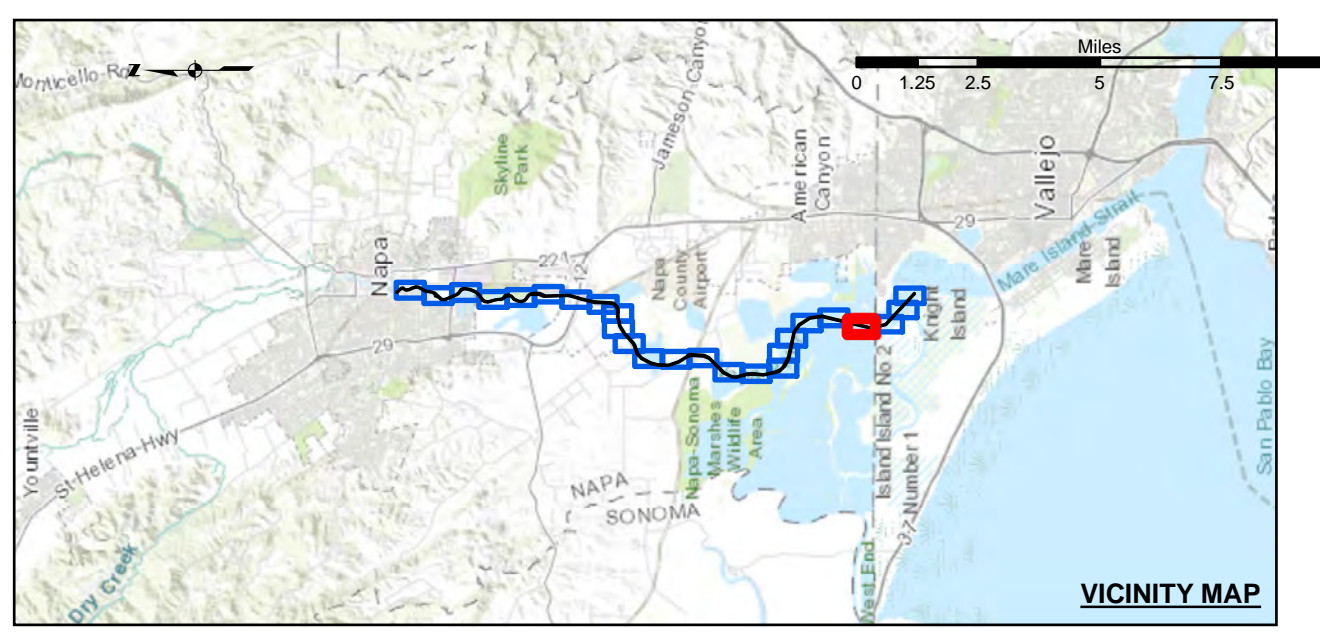 Monticello-Rd
Z
Miles
0 1.25 2.5 5 7.5
Skyline
Park
Jameson Canyo
American
Canyon
Vallejo
29
Napa
221
12
Napa
County
Airport
Mare Island Strait
Mare
Island
Knight
Island
29
Island No 2
Island
Yountville
St-Helena-Hwy
Napa-Sonoma
Marshes
Wildlife
Area
NAPA
SONOMA
37
Number 1
San Pablo Bay
West End
Dry Creek
VICINITY MAP